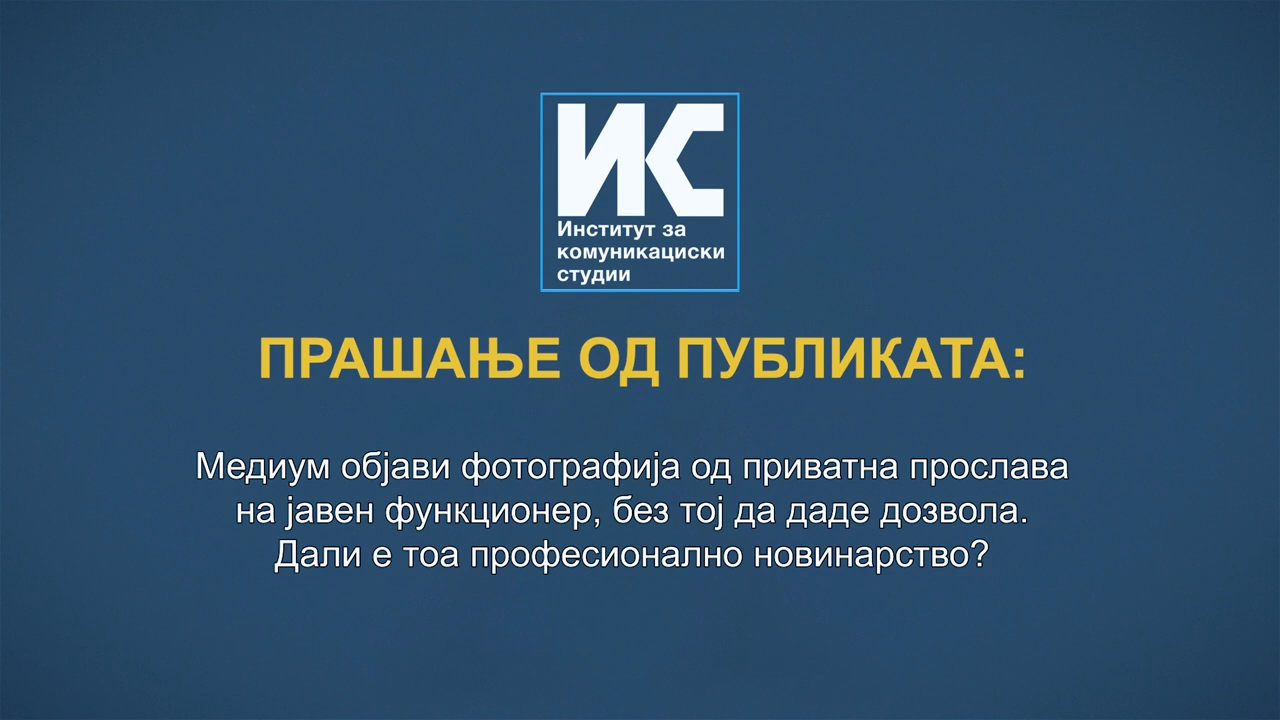 ИС
Институт за
комуникациски
студии
ПРАШАЊЕ ОД ПУБЛИКАТА:
Медиум објави фотографија од приватна прослава
на јавен функционер, без тој да даде дозвола.
Дали е тоа професионално новинарство?